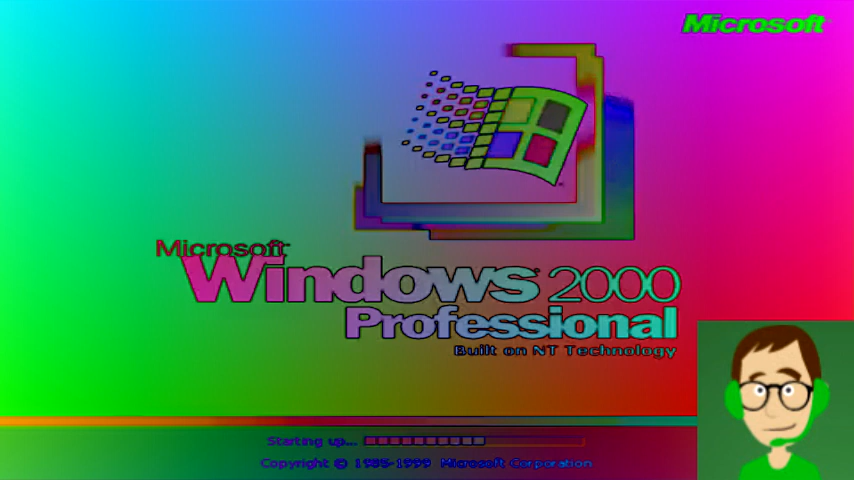 Microsoft
Microsoft
Windows 2000
Professional
Built on NT Technology
Starting up...
Copyright © 1985-1999 Microsoft Corporation